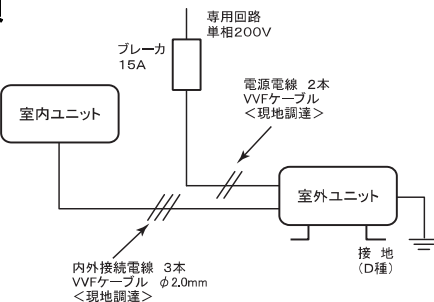 専用回路
単相200V
ブレーカ
15A
電源電線 2本
VVFケーブル
＜現地調達＞
室内ユニット
室外ユニット
接 地
(D種)
内外接続電線 3本
VVFケーブル φ2.0mm
＜現地調達＞